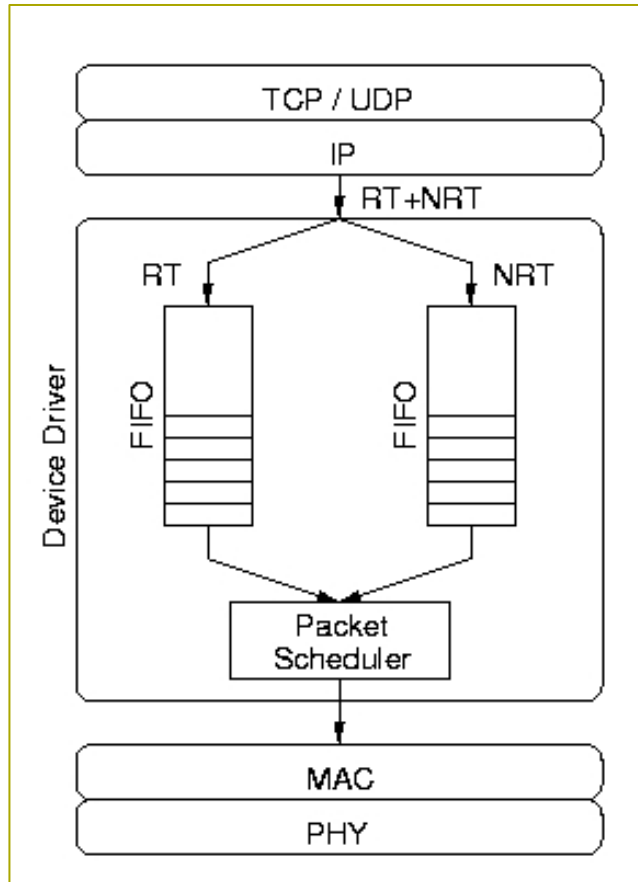 TCP / UDP
IP
RT+NRT
RT
NRT
Device Driver
FIFO
FIFO
Packet
Scheduler
MAC
PHY